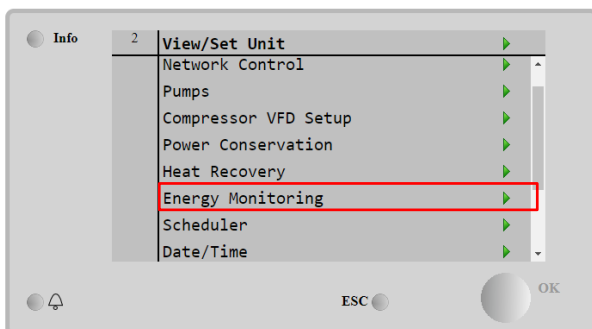 Info
2
View/Set Unit
Network Control
Pumps
Compressor VFD Setup
Power Conservation
Heat Recovery
Energy Monitoring
Scheduler
Date/Time
ESC
OK